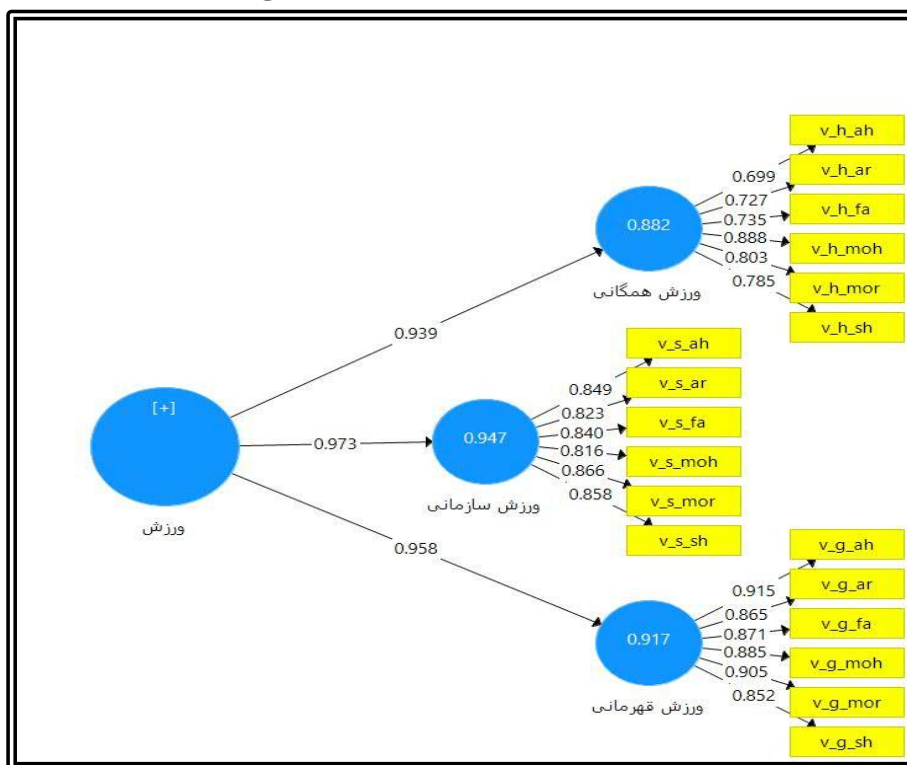 v_h_ah
0.699
v_h_ar
0.727
0.735
v_h_fa
0.882
0.888
v_h_moh
0.803
v_h_mor
0.785
ورزش همگانی
v_h_sh
0.939
v_s_ah
0.849
v_s_ar
0.823
[+]
0.840
v_s_fa
0.973
0.947
0.816
v_s_moh
0.866
0.858
v_s_mor
ورزش سازمانی
ورزش
v_s_sh
0.958
v_g_ah
0.915
v_g_ar
0.865
0.871
v_g_fa
0.917
0.885
v_g_moh
0.905
0.852
v_g_mor
ورزش قهرمانی
v_g_sh